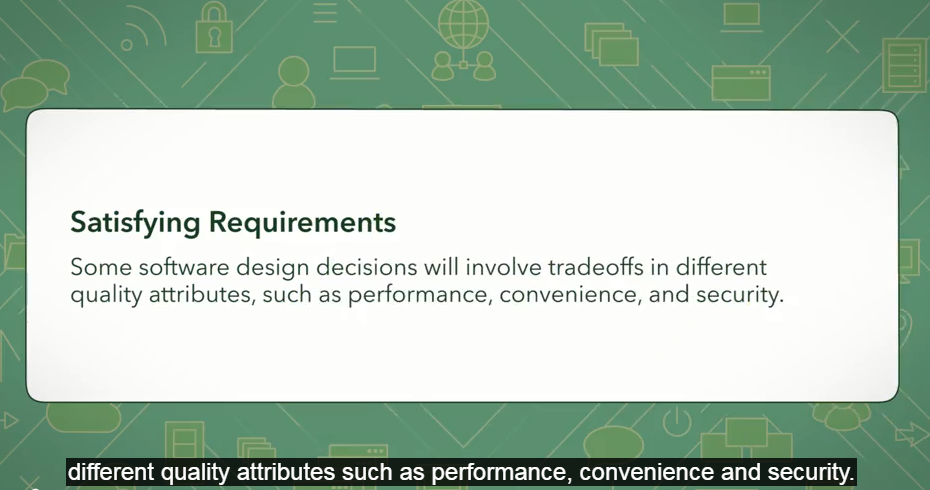 Satisfying Requirements
Some software design decisions will involve tradeoffs in different
quality attributes, such as performance, convenience, and security.
different quality attributes such as performance, convenience and security.